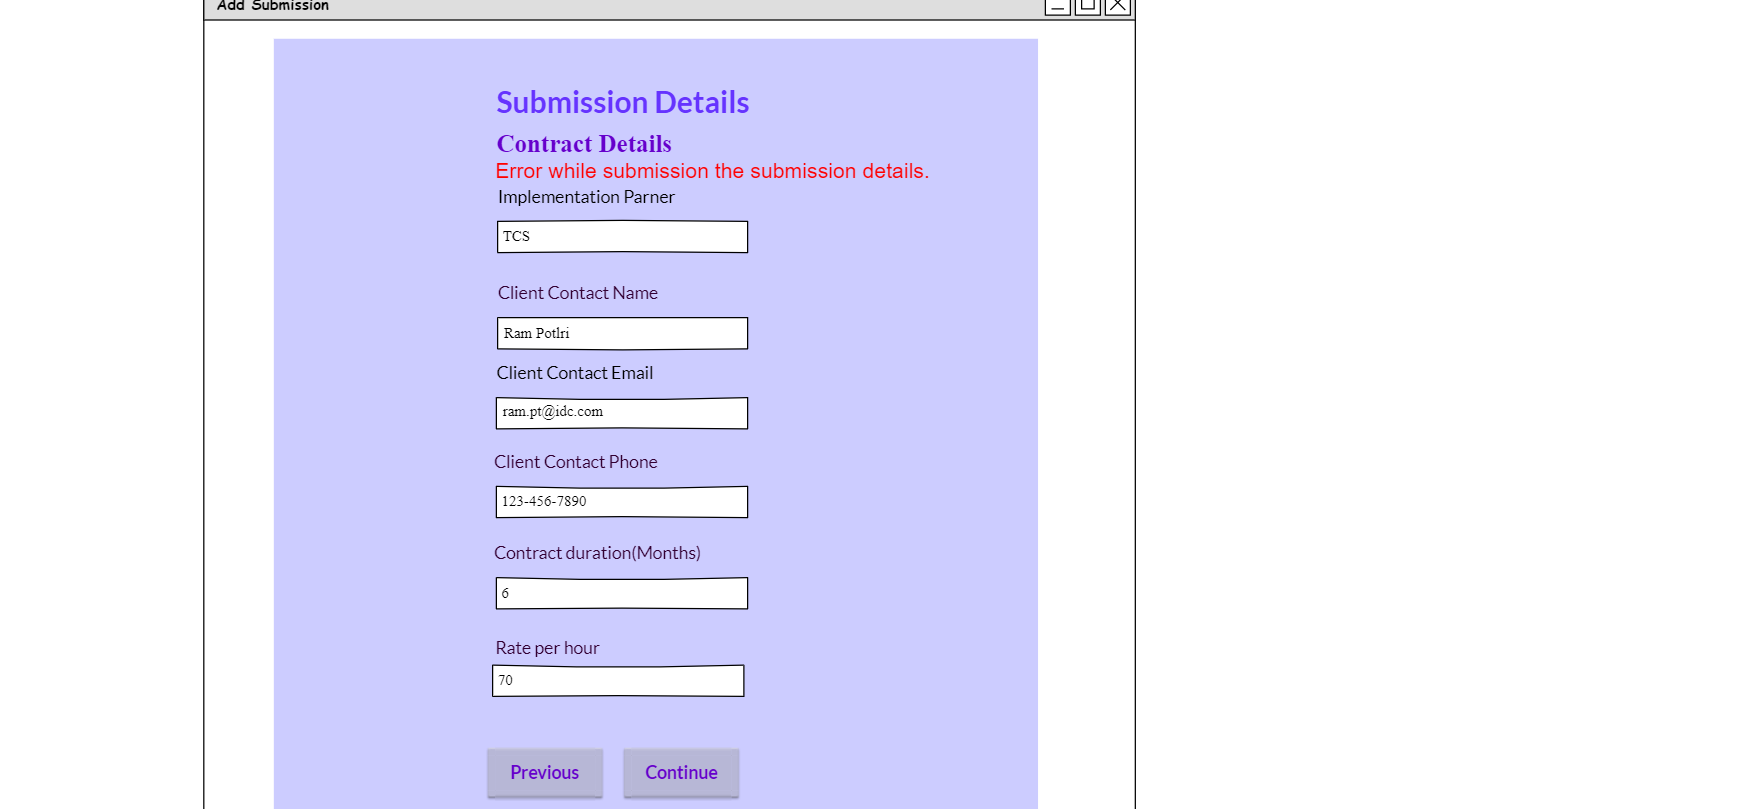 Add Submission
Submission Details
Contract Details
Error while submission the submission details.
Implementation Parner
TCS
Client Contact Name
Ram Potlri
Client Contact Email
ram.pt@idc.com
Client Contact Phone
123-456-7890
Contract duration(Months)
6
Rate per hour
70
Previous Continue